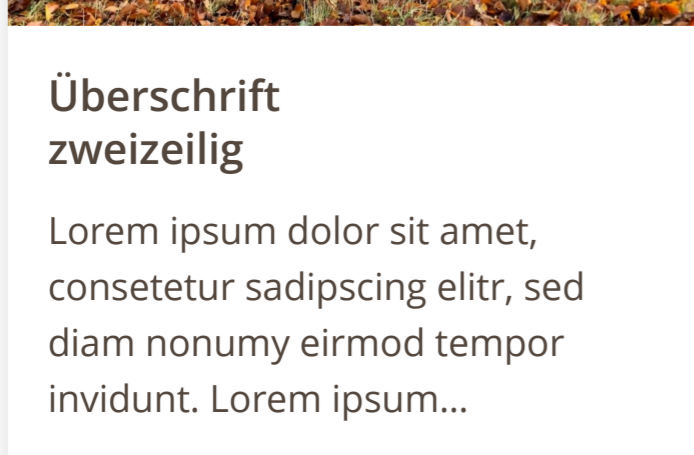 Überschrift
zweizeilig
Lorem ipsum dolor sit amet,
consetetur sadipscing elitr, sed
diam nonumy eirmod tempor
invidunt. Lorem ipsum...